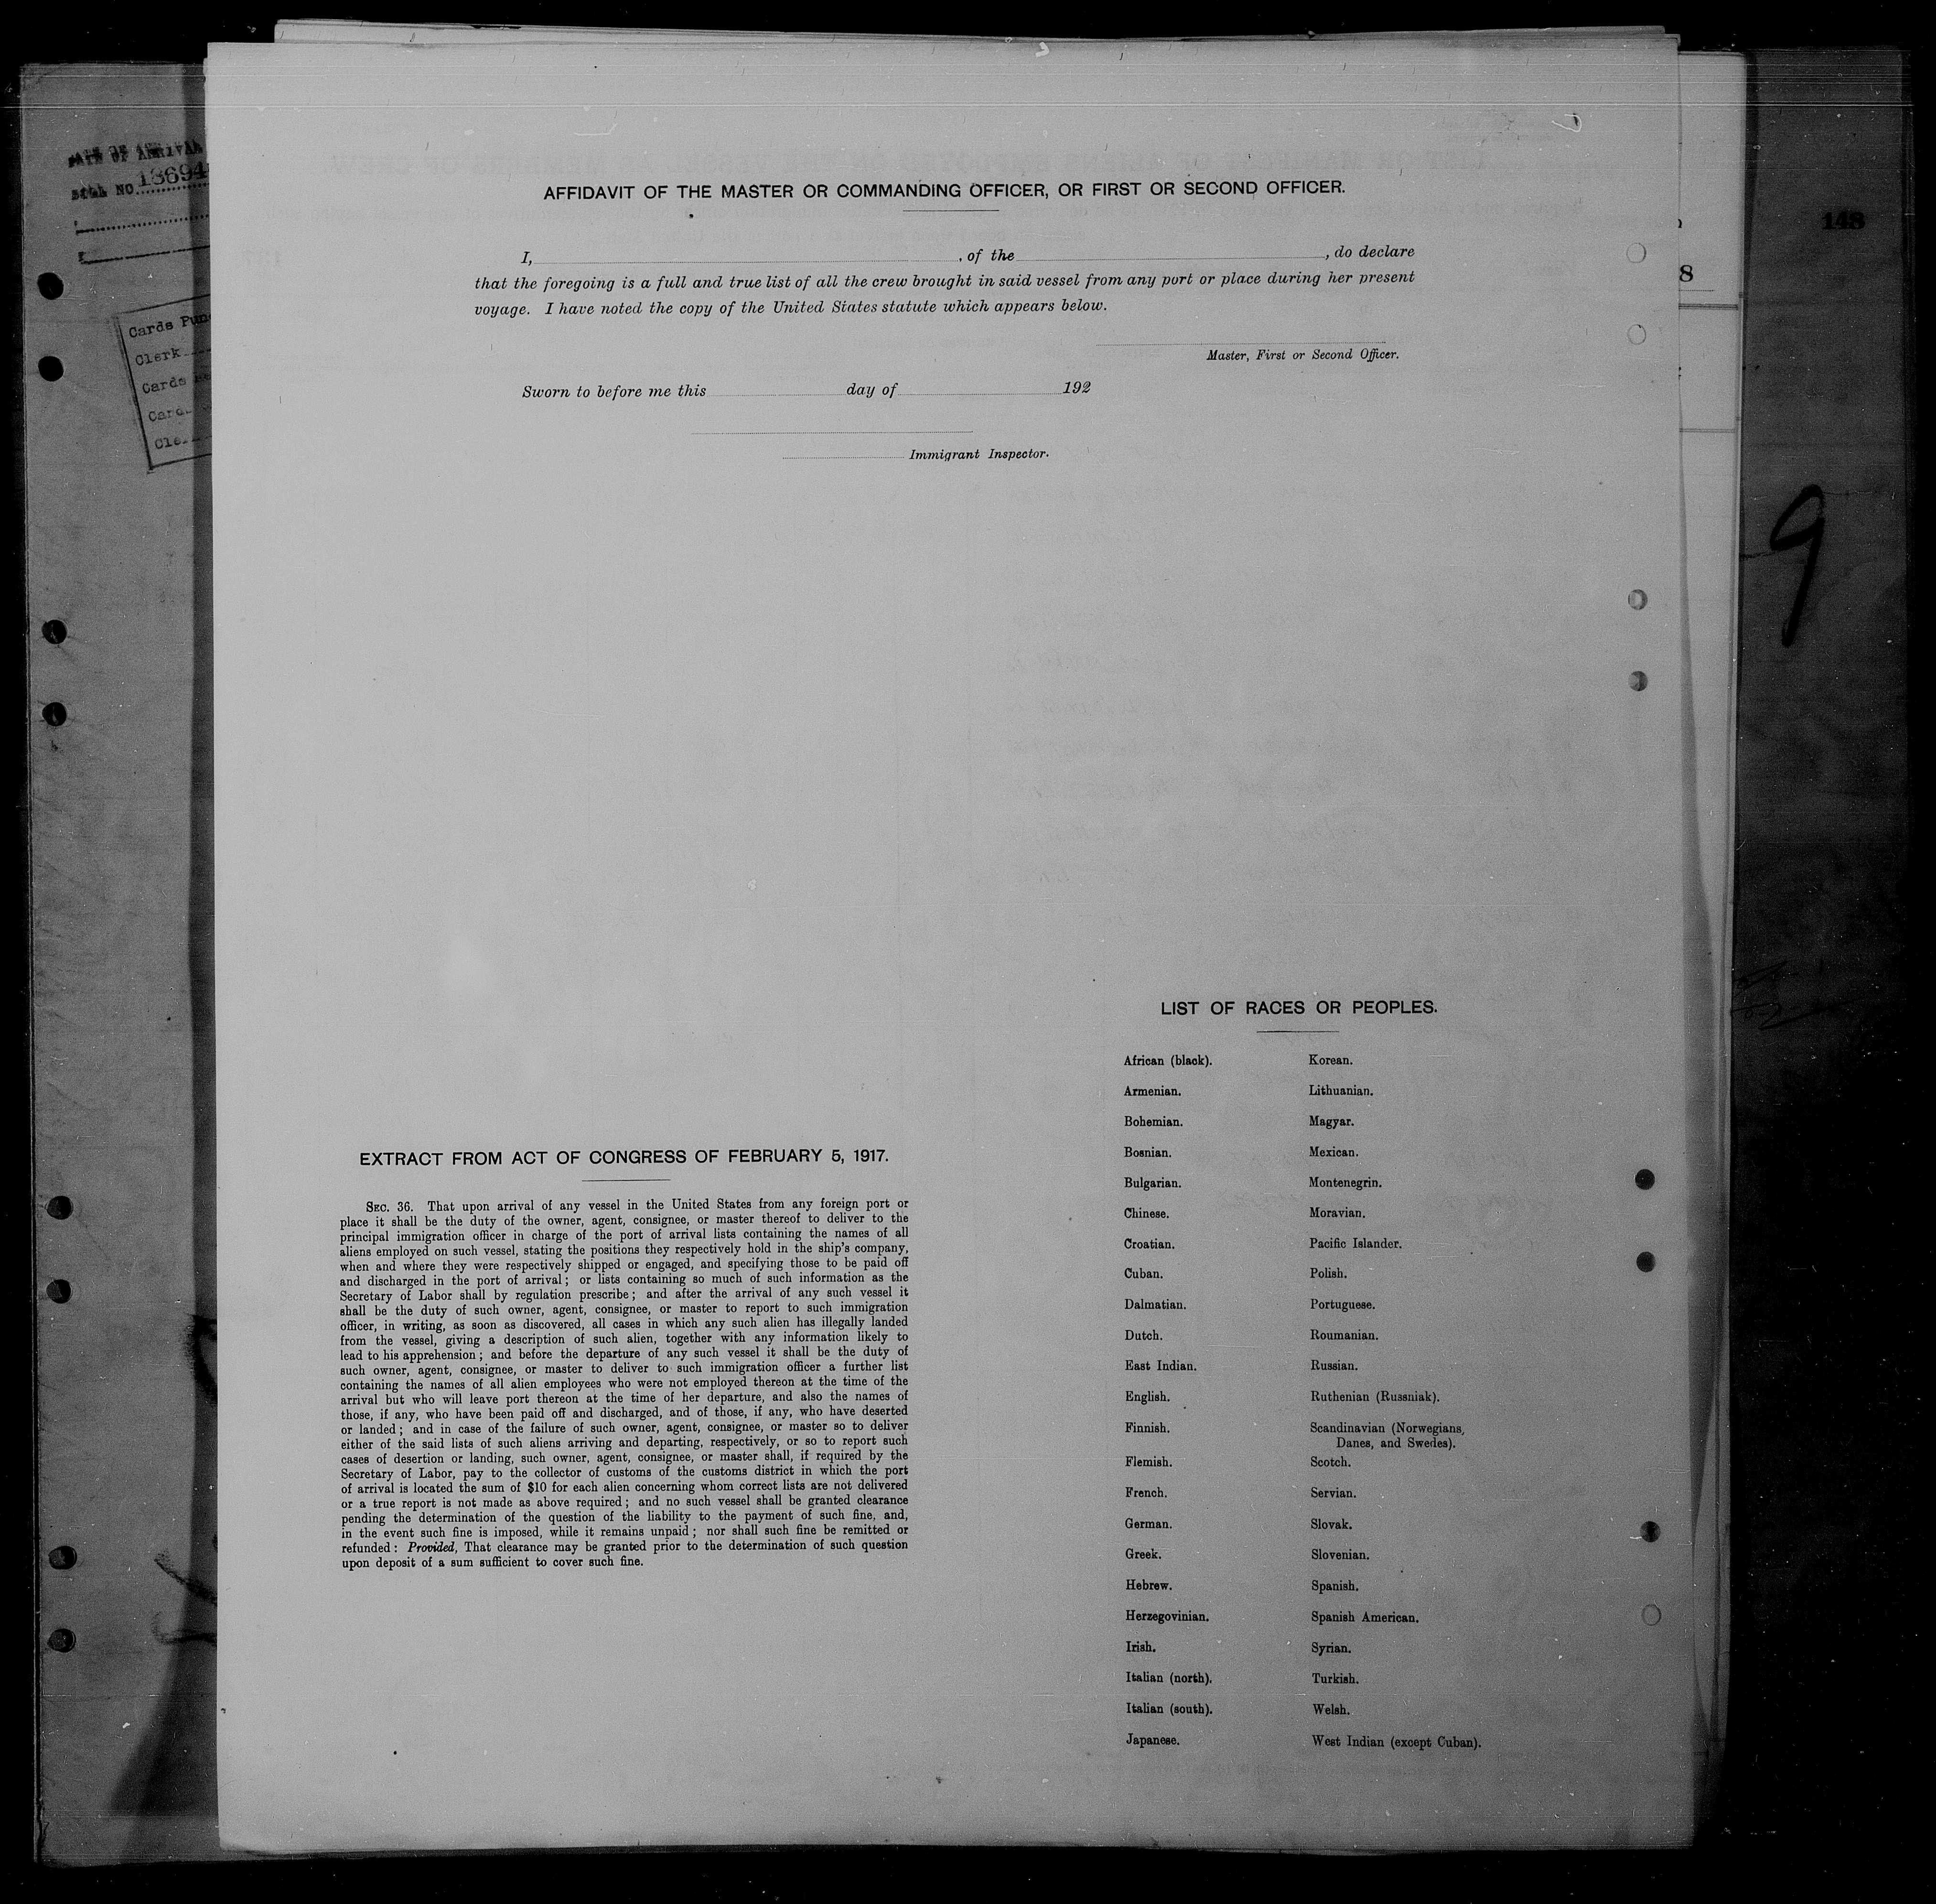 DATE OF ARRIVAL
BILL NO.
Cards
Clerk
Cards
148
8
9
AFFIDAVIT OF THE MASTER OR COMMANDING OFFICER, OR FIRST OR SECOND OFFICER.
I, , of the , do declare
that the foregoing is a full and true list of all the crew brought in said vessel from any port or place during her present
voyage. I have noted the copy of the United States statute which appears below.
Master, First or Second Officer.
Sworn to before me this day of 192
Immigrant Inspector.
EXTRACT FROM ACT OF CONGRESS OF FEBRUARY 5, 1917.
SEC. 36. That upon arrival of any vessel in the United States from any foreign port or
place it shall be the duty of the owner, agent, consignee, or master thereof to deliver to the
principal immigration officer in charge of the port of arrival lists containing the names of all
aliens employed on such vessel, stating the positions they respectively hold in the ship's company,
when and where they were respectively shipped or engaged, and specifying those to be paid off
and discharged in the port of arrival; or lists containing so much of such information as the
Secretary of Labor shall by regulation prescribe; and after the arrival of any such vessel it
shall be the duty of such owner, agent, consignee, or master to report to such immigration
officer, in writing, as soon as discovered, all cases in which any such alien has illegally landed
from the vessel, giving a description of such alien, together with any information likely to
lead to his apprehension; and before the departure of any such vessel it shall be the duty of
such owner, agent, consignee, or master to deliver to such immigration officer a further list
containing the names of all alien employees who were not employed thereon at the time of the
arrival but who will leave port thereon at the time of her departure, and also the names of
those, if any, who have been paid off and discharged, and of those, if any, who have deserted
or landed; and in case of the failure of such owner, agent, consignee, or master so to deliver
either of the said lists of such aliens arriving and departing, respectively, or so to report such
cases of desertion or landing, such owner, agent, consignee, or master shall, if required by the
Secretary of Labor, pay to the collector of customs of the customs district in which the port
of arrival is located the sum of $10 for each alien concerning whom correct lists are not delivered
or a true report is not made as above required; and no such vessel shall be granted clearance
pending the determination of the question of the liability to the payment of such fine, and,
in the event such fine is imposed, while it remains unpaid; nor shall such fine be remitted or
refunded: Provided, That clearance may be granted prior to the determination of such question
upon deposit of a sum sufficient to cover such fine.
LIST OF RACES OR PEOPLES.
African (black). Korean.
Armenian. Lithuanian.
Bohemian. Magyar.
Bosnian. Mexican.
Bulgarian. Montenegrin.
Chinese. Moravian.
Croatian. Pacific Islander.
Cuban. Polish.
Dalmatian. Portuguese.
Dutch. Roumanian.
East Indian. Russian.
English. Ruthenian (Russniak).
Finnish. Scandinavian (Norwegians,
Danes, and Swedes).
Flemish. Scotch.
French. Servian.
German. Slovak.
Greek. Slovenian.
Hebrew. Spanish.
Herzegovinian. Spanish American.
Irish. Syrian.
Italian (north). Turkish.
Italian (south). Welsh.
Japanese. West Indian (except Cuban).